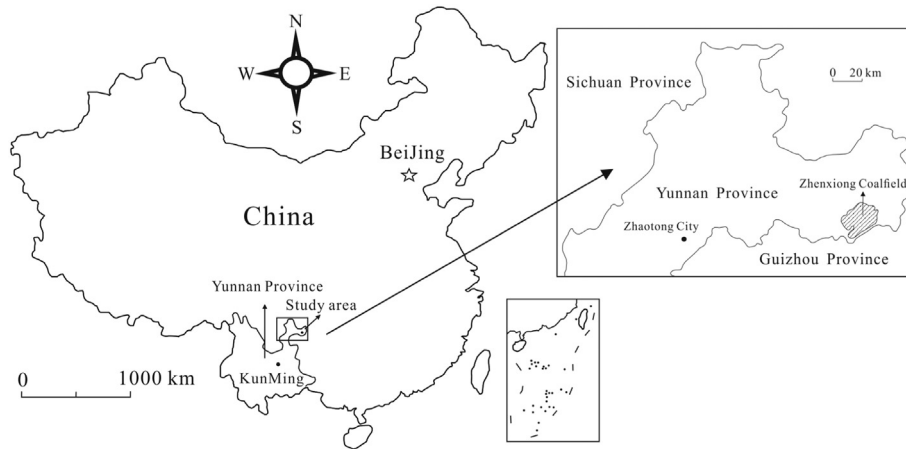 N
W
E
S
BeiJing
China
Yunnan Province
Study area
KunMing
0
1000 km
Sichuan Province
0 20 km
Yunnan Province
Zhenxiong Coalfield
Zhaotong City
Guizhou Province